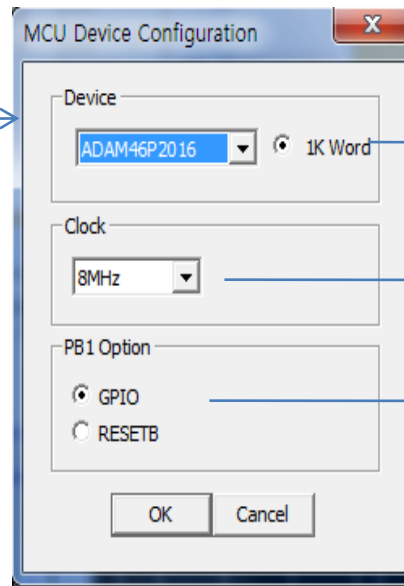 MCU Device Configuration
X
Device
ADAM46P2016
1K Word
Clock
8MHz
PB1 Option
GPIO
RESETB
OK Cancel